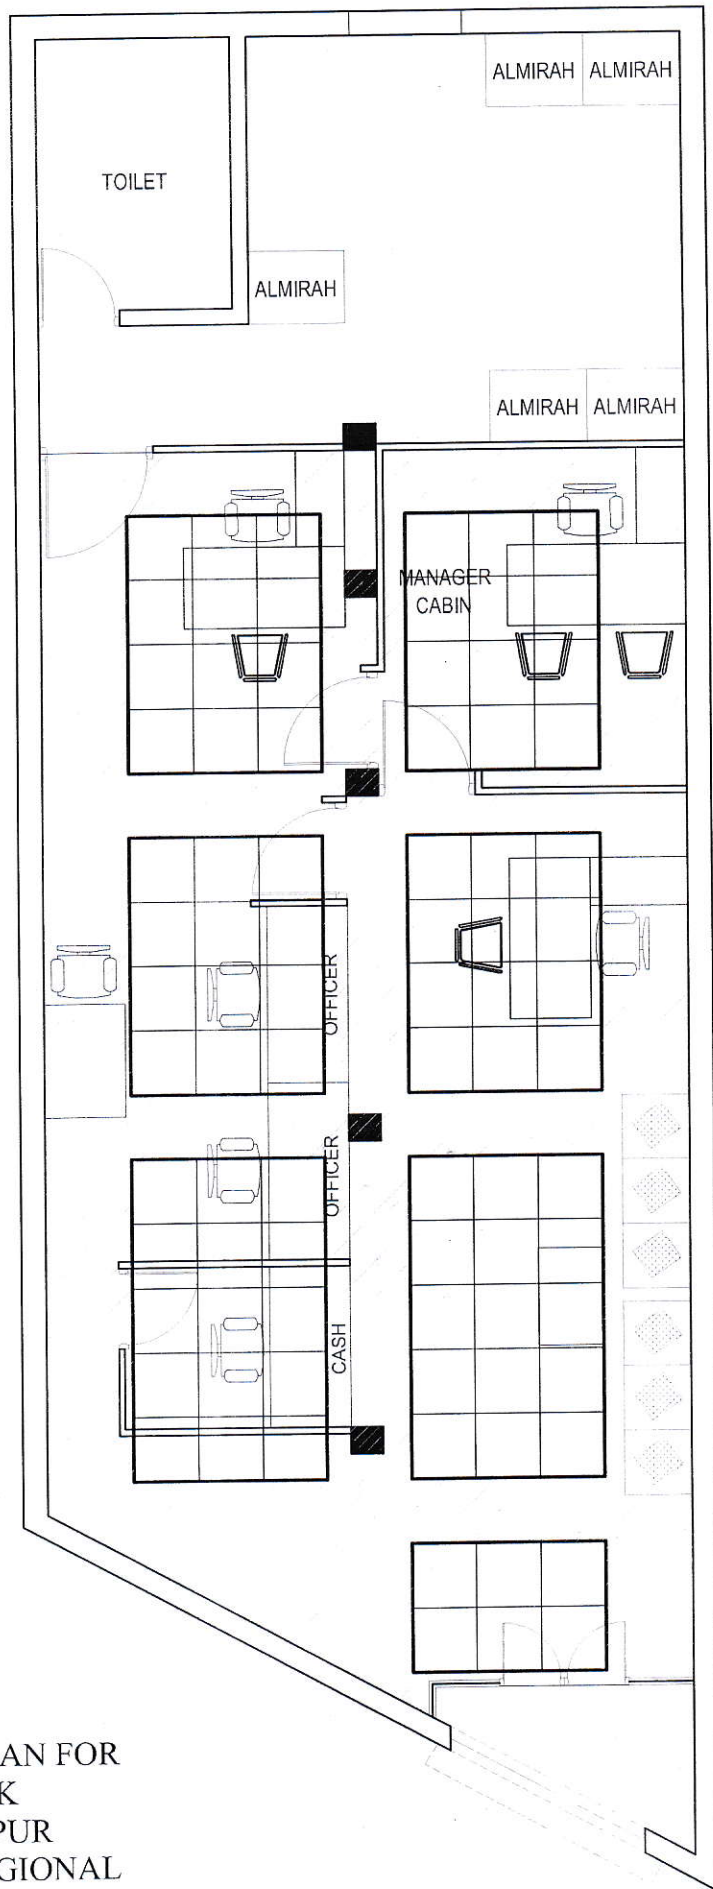 ALMIRAH ALMIRAH
TOILET
ALMIRAH
ALMIRAH ALMIRAH
MANAGER
CABIN
OFFICER
OFFICER
CASH
AN FOR
K
PUR
GIONAL